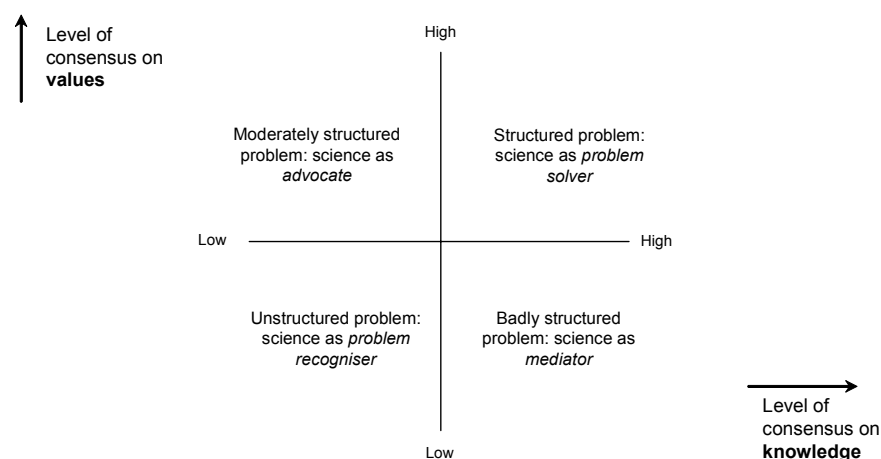 Level of
consensus on
values
High
Moderately structured
problem: science as
advocate
Structured problem:
science as problem
solver
Low
High
Unstructured problem:
science as problem
recogniser
Badly structured
problem: science as
mediator
Low
Level of
consensus on
knowledge